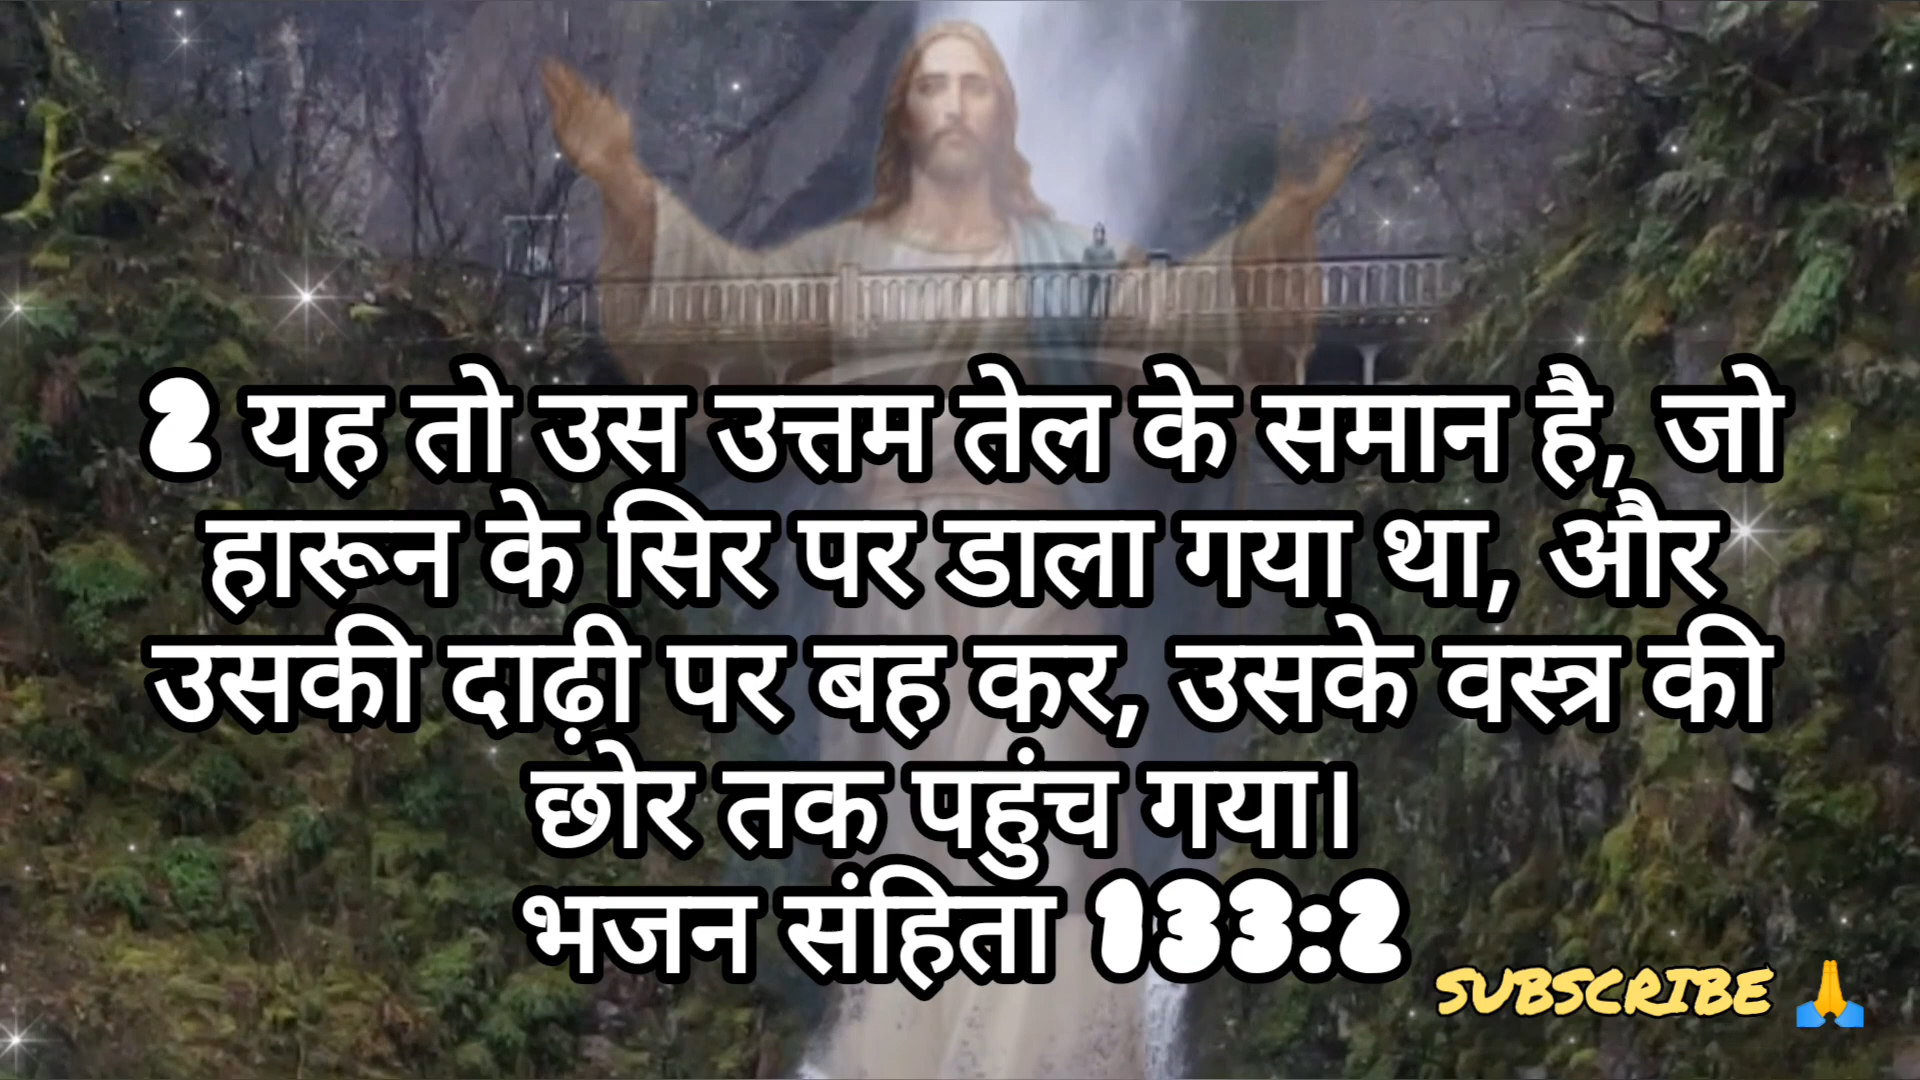 2 यह तो उस उत्तम तेल के समान है, जो
हारून के सिर पर डाला गया था, और
उसकी दाढ़ी पर बह कर, उसके वस्त्र की
छोर तक पहुंच गया।
भजन संहिता 133:2
SUBSCRIBE 🙏